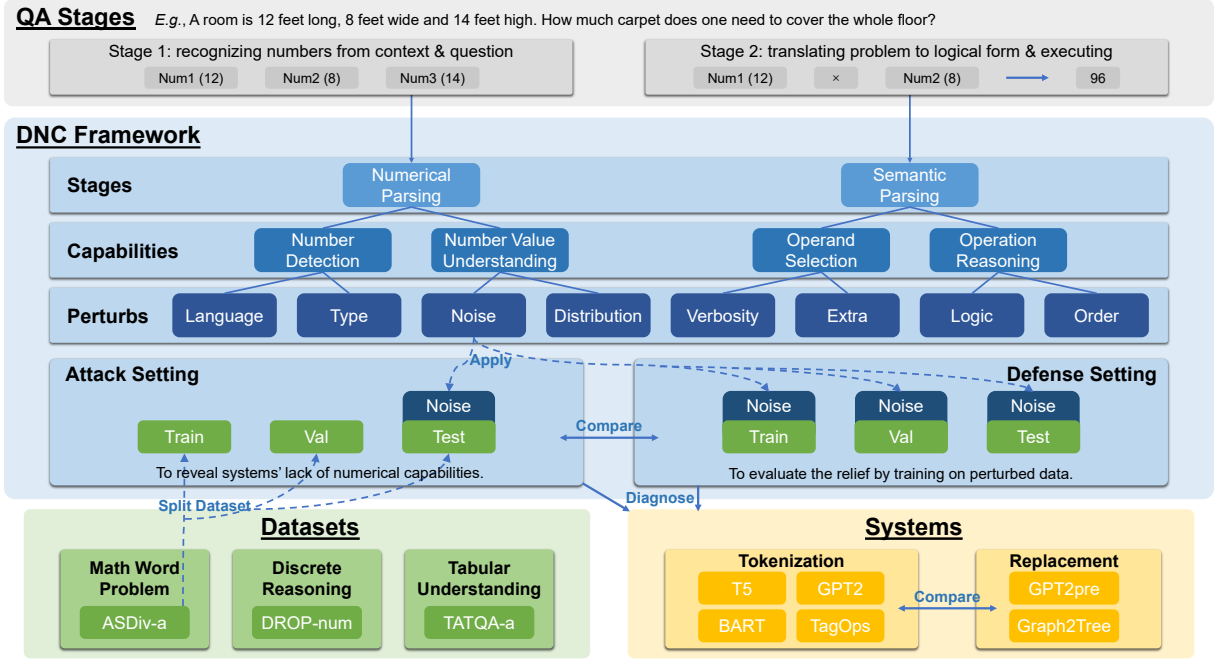 QA Stages
E.g., A room is 12 feet long, 8 feet wide and 14 feet high. How much carpet does one need to cover the whole floor?
Stage 1: recognizing numbers from context & question
Num1 (12) Num2 (8) Num3 (14)
Stage 2: translating problem to logical form & executing
Num1 (12) × Num2 (8) 96
DNC Framework
Stages
Numerical
Parsing
Semantic
Parsing
Capabilities
Number
Detection
Number Value
Understanding
Operand
Selection
Operation
Reasoning
Perturbs
Language
Type
Noise
Distribution
Verbosity
Extra
Logic
Order
Apply
Attack Setting
Noise
Train
Val
Test
To reveal systems' lack of numerical capabilities.
Compare
Defense Setting
Noise
Noise
Noise
Train
Val
Test
To evaluate the relief by training on perturbed data.
Split Dataset
Diagnose
Datasets
Math Word
Problem
ASDiv-a
Discrete
Reasoning
DROP-num
Tabular
Understanding
TATQA-a
Systems
Tokenization
T5
GPT2
BART
TagOps
Compare
Replacement
GPT2pre
Graph2Tree